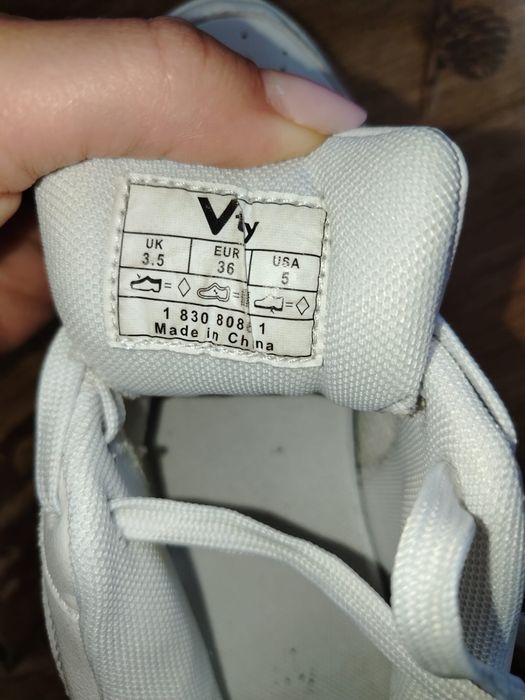 Vty
UK EUR USA
3.5 36 5
= = =
1 830 808 1
Made in China